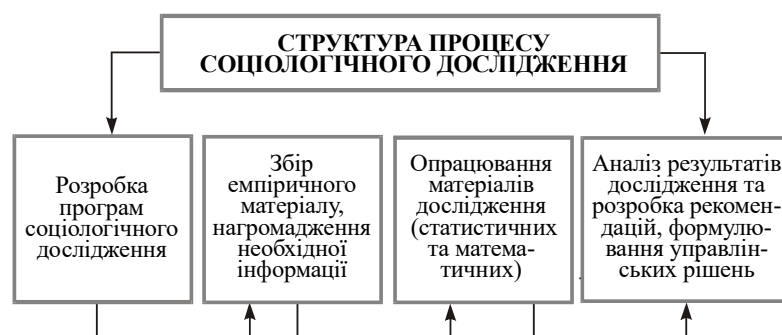 СТРУКТУРА ПРОЦЕСУ
СОЦІОЛОГІЧНОГО ДОСЛІДЖЕННЯ
Розробка
програм
соціологічного
дослідження
Збір
емпіричного
матеріалу,
нагромадження
необхідної
інформації
Опрацювання
матеріалів
дослідження
(статистичних
та матема-
тичних)
Аналіз результатів
дослідження та
розробка рекомен-
дацій, формулю-
вання управлін-
ських рішень